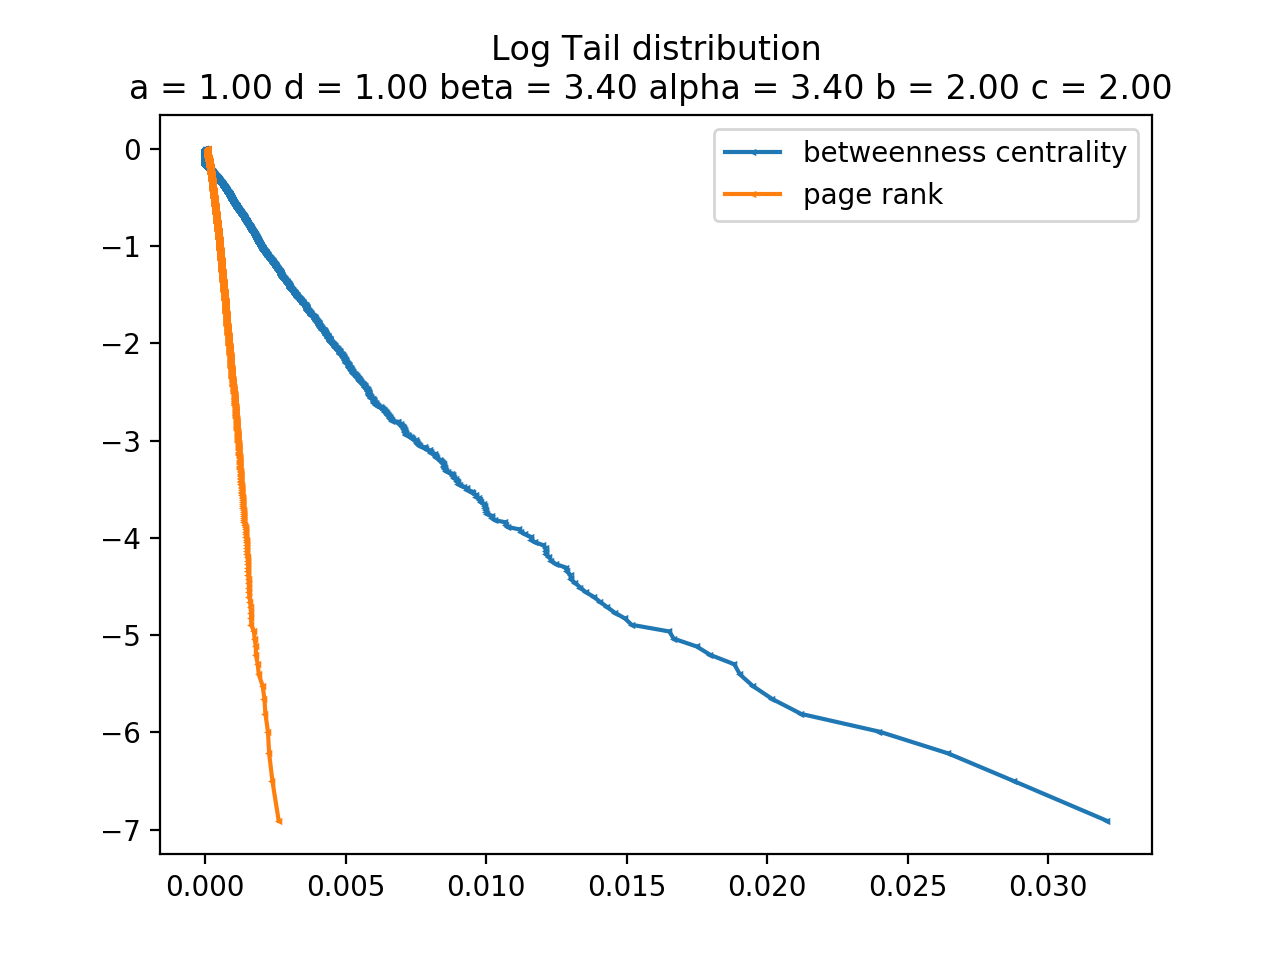 Log Tail distribution
a = 1.00 d = 1.00 beta = 3.40 alpha = 3.40 b = 2.00 c = 2.00
betweenness centrality
page rank
0
−1
−2
−3
−4
−5
−6
−7
0.000 0.005 0.010 0.015 0.020 0.025 0.030